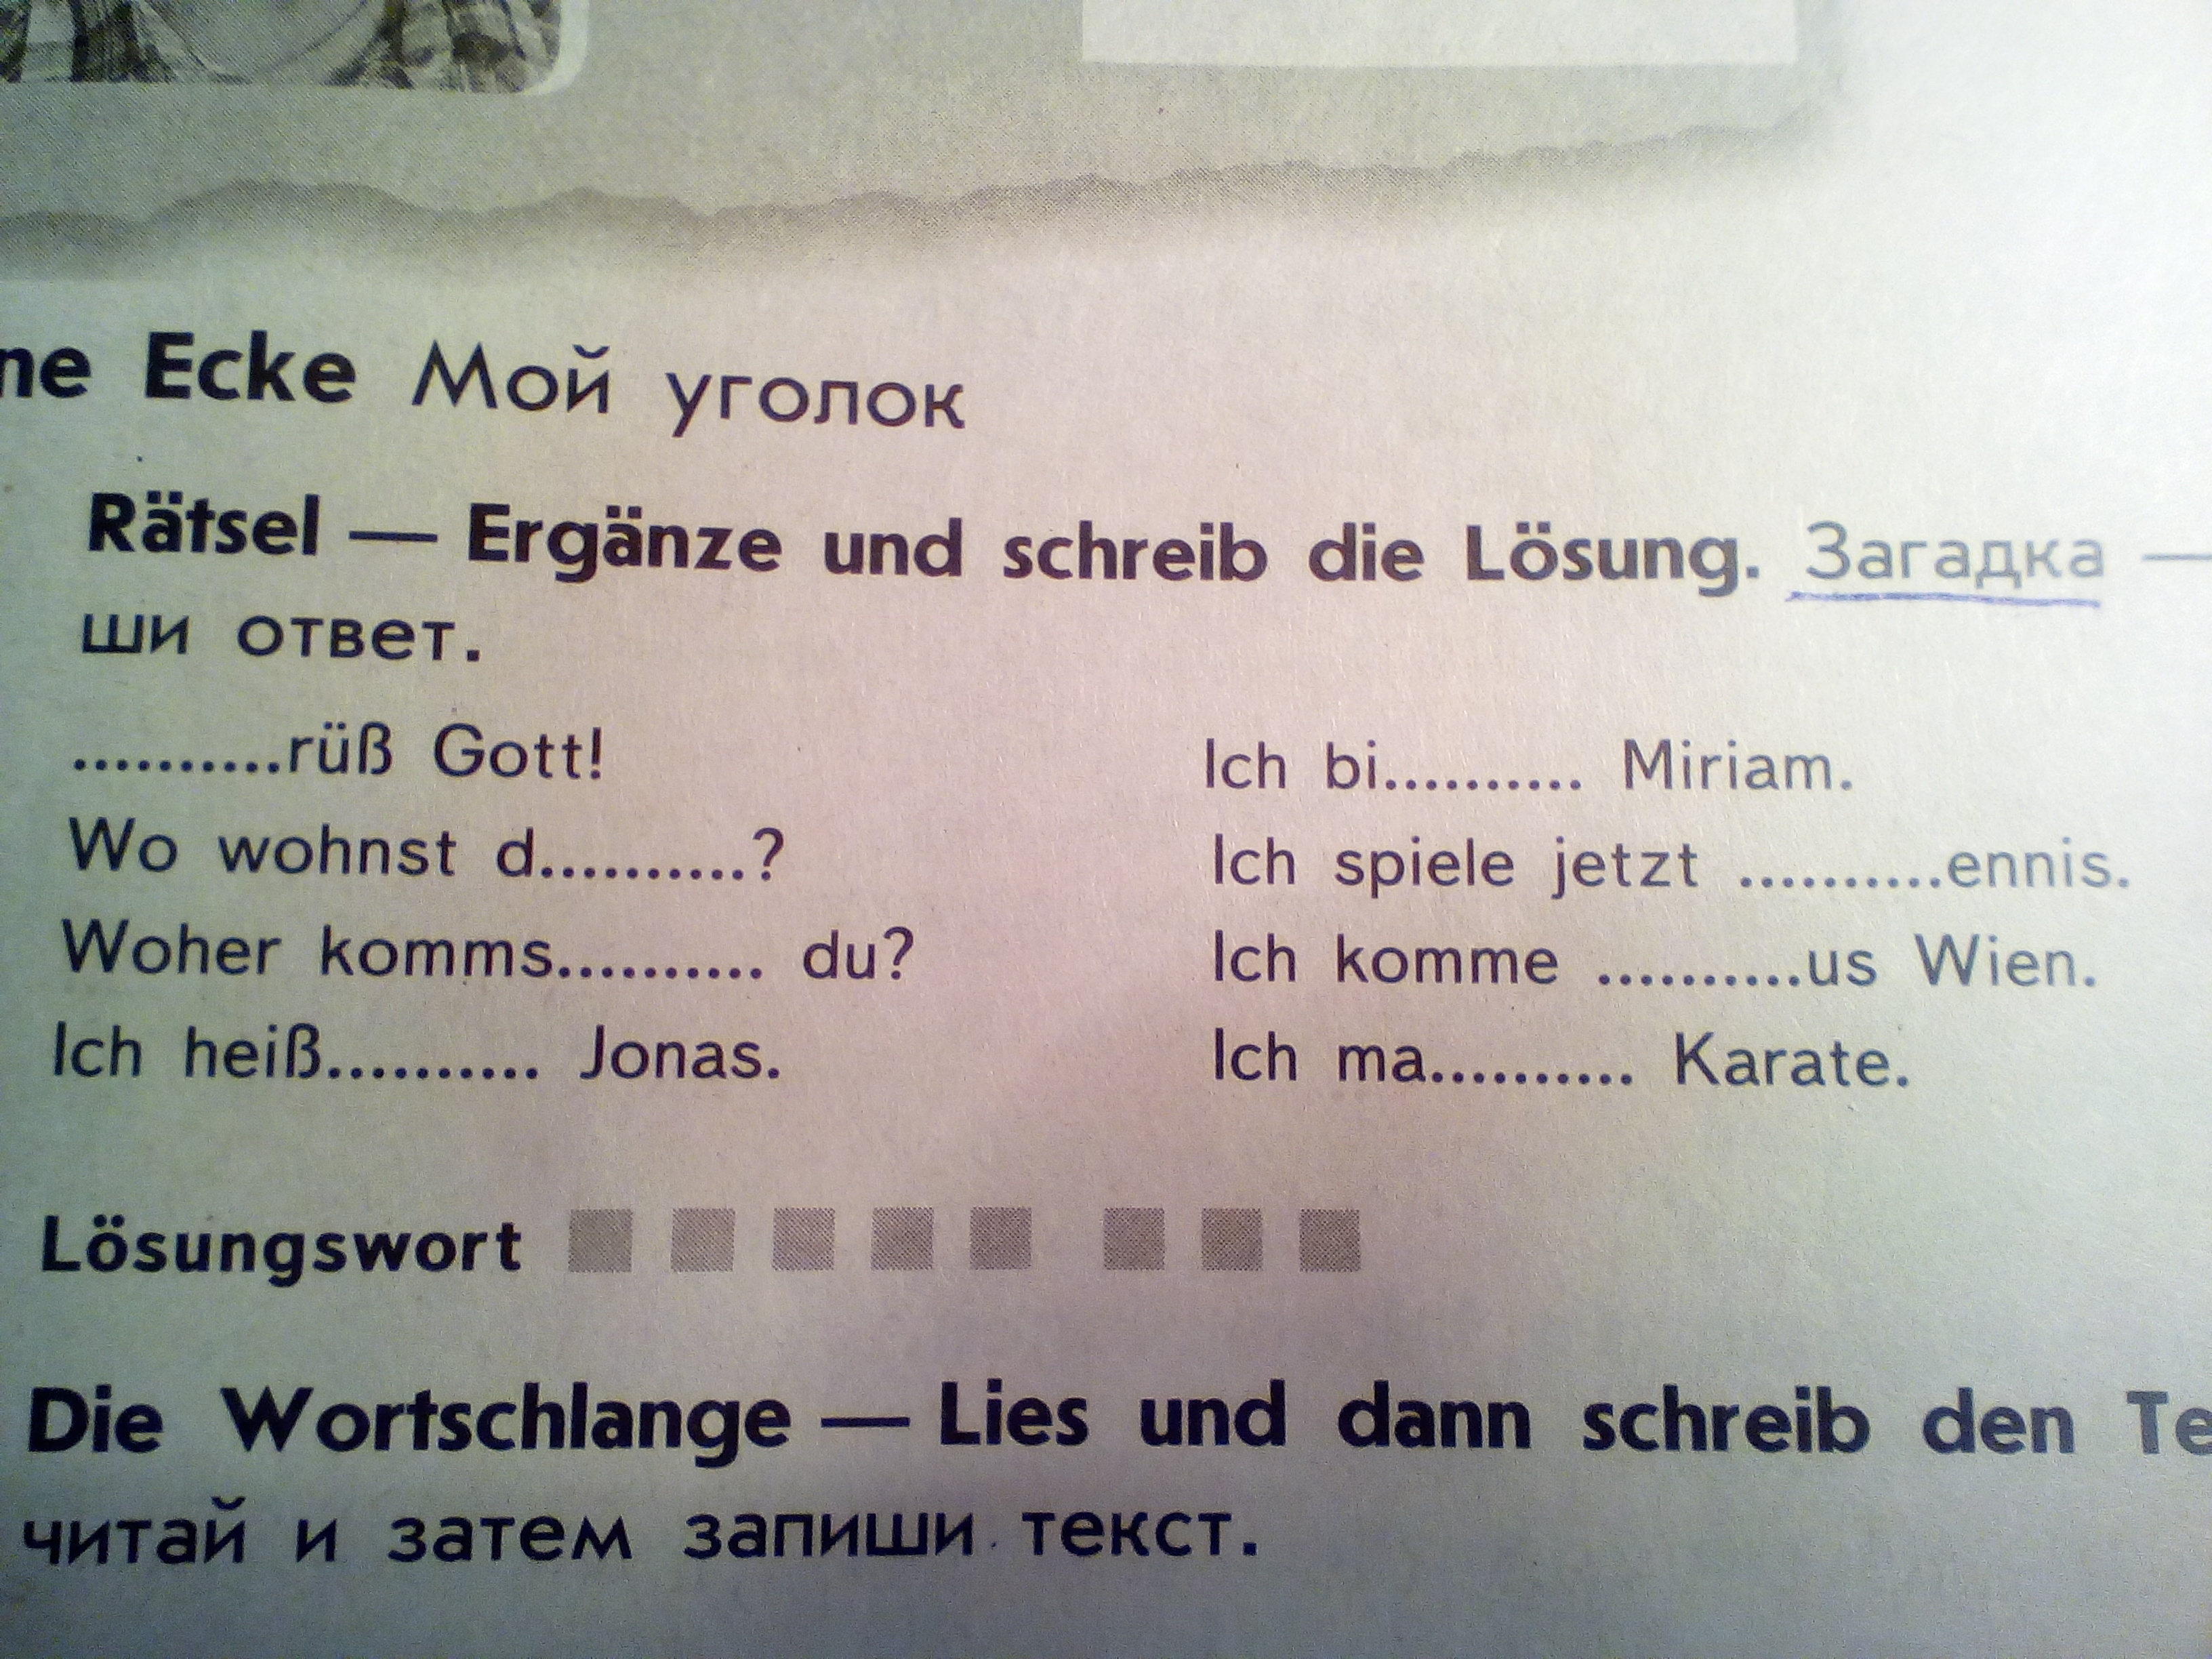 ne Ecke Мой уголок
Rätsel — Ergänze und schreib die Lösung. Загадка —
ши ответ.
..........rüß Gott!
Wo wohnst d..........?
Woher komms.......... du?
Ich heiß.......... Jonas.
Ich bi.......... Miriam.
Ich spiele jetzt ..........ennis.
Ich komme ..........us Wien.
Ich ma.......... Karate.
Lösungswort
Die Wortschlange — Lies und dann schreib den Te
читай и затем запиши текст.